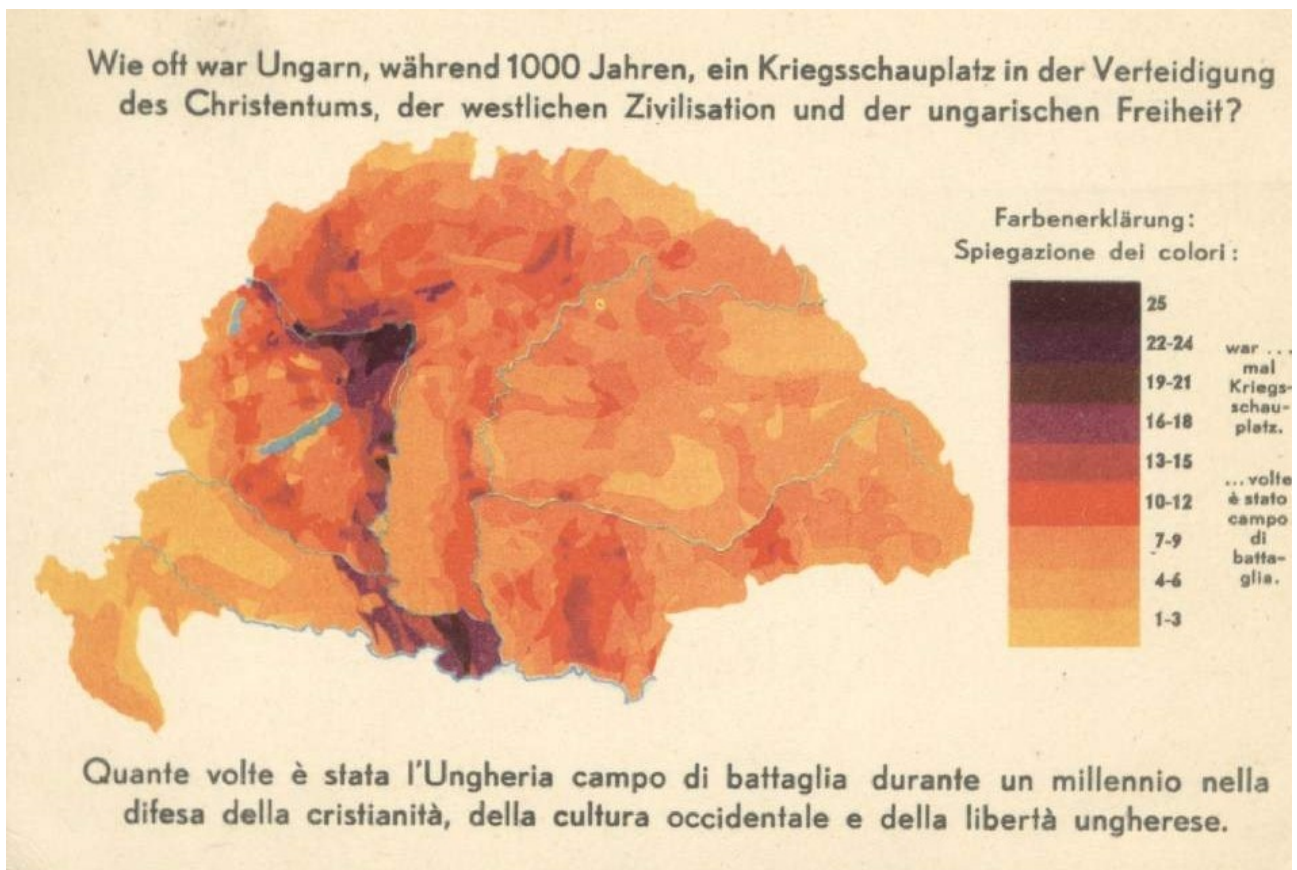 Wie oft war Ungarn, während 1000 Jahren, ein Kriegsschauplatz in der Verteidigung
des Christentums, der westlichen Zivilisation und der ungarischen Freiheit?
Farbenerklärung:
Spiegazione dei colori:
25
22-24
19-21
16-18
13-15
10-12
7-9
4-6
1-3
war ...
mal
Kriegs-
schau-
platz.
...volte
è stato
campo
di
batta-
glia.
Quante volte è stata l'Ungheria campo di battaglia durante un millennio nella
difesa della cristianità, della cultura occidentale e della libertà ungherese.